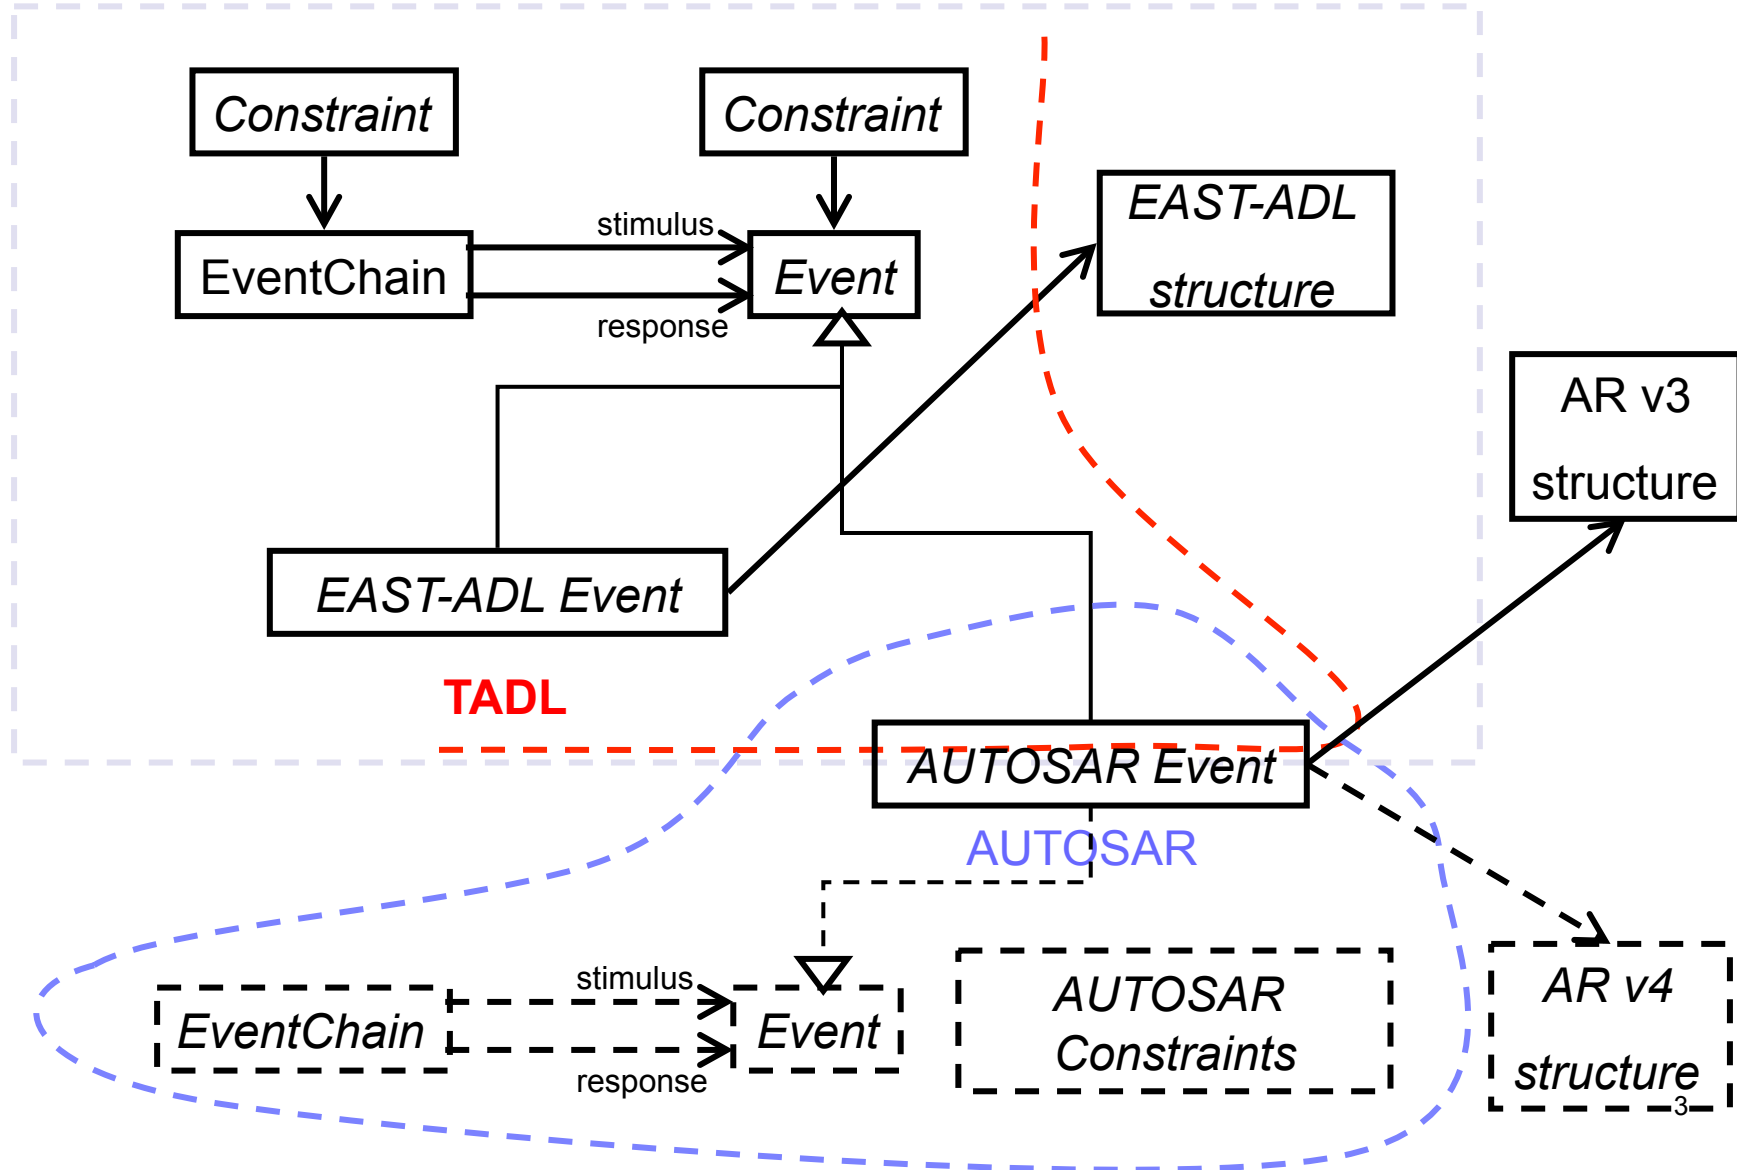 Constraint
Constraint
EAST-ADL
structure
stimulus
EventChain
Event
response
AR v3
structure
EAST-ADL Event
TADL
AUTOSAR Event
AUTOSAR
stimulus
EventChain
Event
response
AUTOSAR
Constraints
AR v4
structure
3